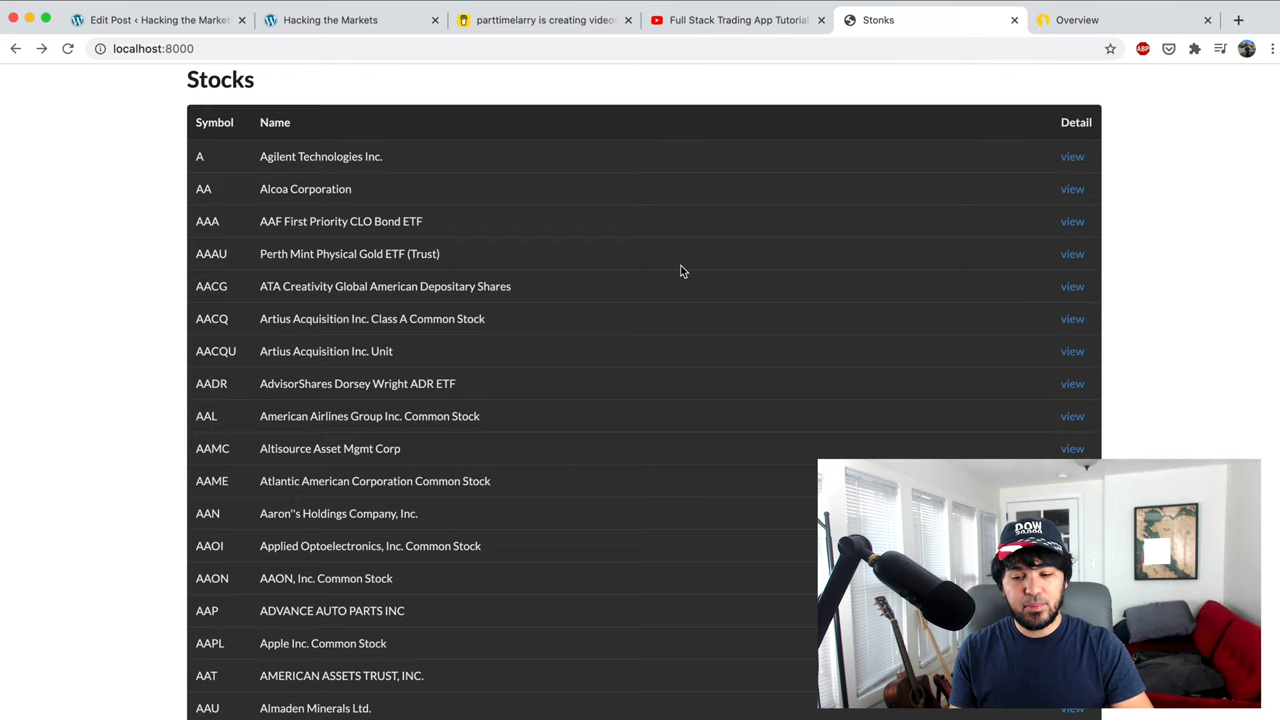 Edit Post ‹ Hacking the Market
Hacking the Markets
parttimelarry is creating videos
Full Stack Trading App Tutorial
Stonks
Overview
localhost:8000
ABP
Stocks
Symbol Name Detail
A Agilent Technologies Inc. view
AA Alcoa Corporation view
AAA AAF First Priority CLO Bond ETF view
AAAU Perth Mint Physical Gold ETF (Trust) view
AACG ATA Creativity Global American Depositary Shares view
AACQ Artius Acquisition Inc. Class A Common Stock view
AACQU Artius Acquisition Inc. Unit view
AADR AdvisorShares Dorsey Wright ADR ETF view
AAL American Airlines Group Inc. Common Stock view
AAMC Altisource Asset Mgmt Corp view
AAME Atlantic American Corporation Common Stock
AAN Aaron''s Holdings Company, Inc.
AAOI Applied Optoelectronics, Inc. Common Stock
AAON AAON, Inc. Common Stock
AAP ADVANCE AUTO PARTS INC
AAPL Apple Inc. Common Stock
AAT AMERICAN ASSETS TRUST, INC.
AAU Almaden Minerals Ltd. view
DOW